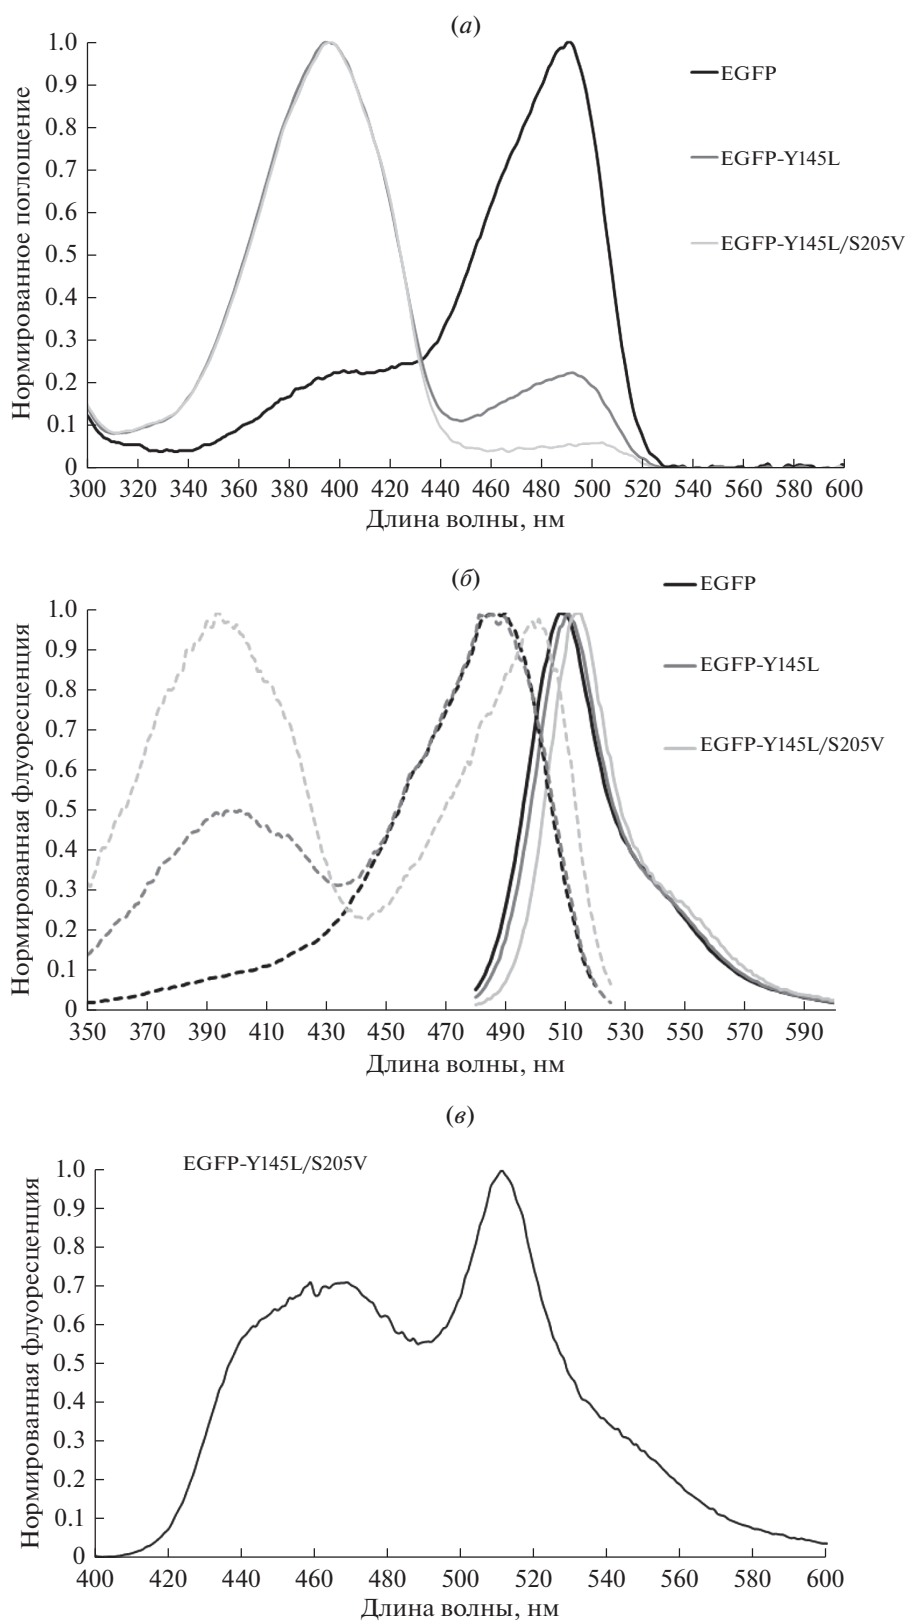 (а)
1.0
0.9
0.8
0.7
0.6
0.5
0.4
0.3
0.2
0.1
0
Нормированное поглощение
EGFP
EGFP-Y145L
EGFP-Y145L/S205V
300 320 340 360 380 400 420 440 460 480 500 520 540 560 580 600
Длина волны, нм
(б)
1.0
0.9
0.8
0.7
0.6
0.5
0.4
0.3
0.2
0.1
0
Нормированная флуоресценция
EGFP
EGFP-Y145L
EGFP-Y145L/S205V
350 370 390 410 430 450 470 490 510 530 550 570 590
Длина волны, нм
(в)
EGFP-Y145L/S205V
1.0
0.9
0.8
0.7
0.6
0.5
0.4
0.3
0.2
0.1
0
Нормированная флуоресценция
400 420 440 460 480 500 520 540 560 580 600
Длина волны, нм